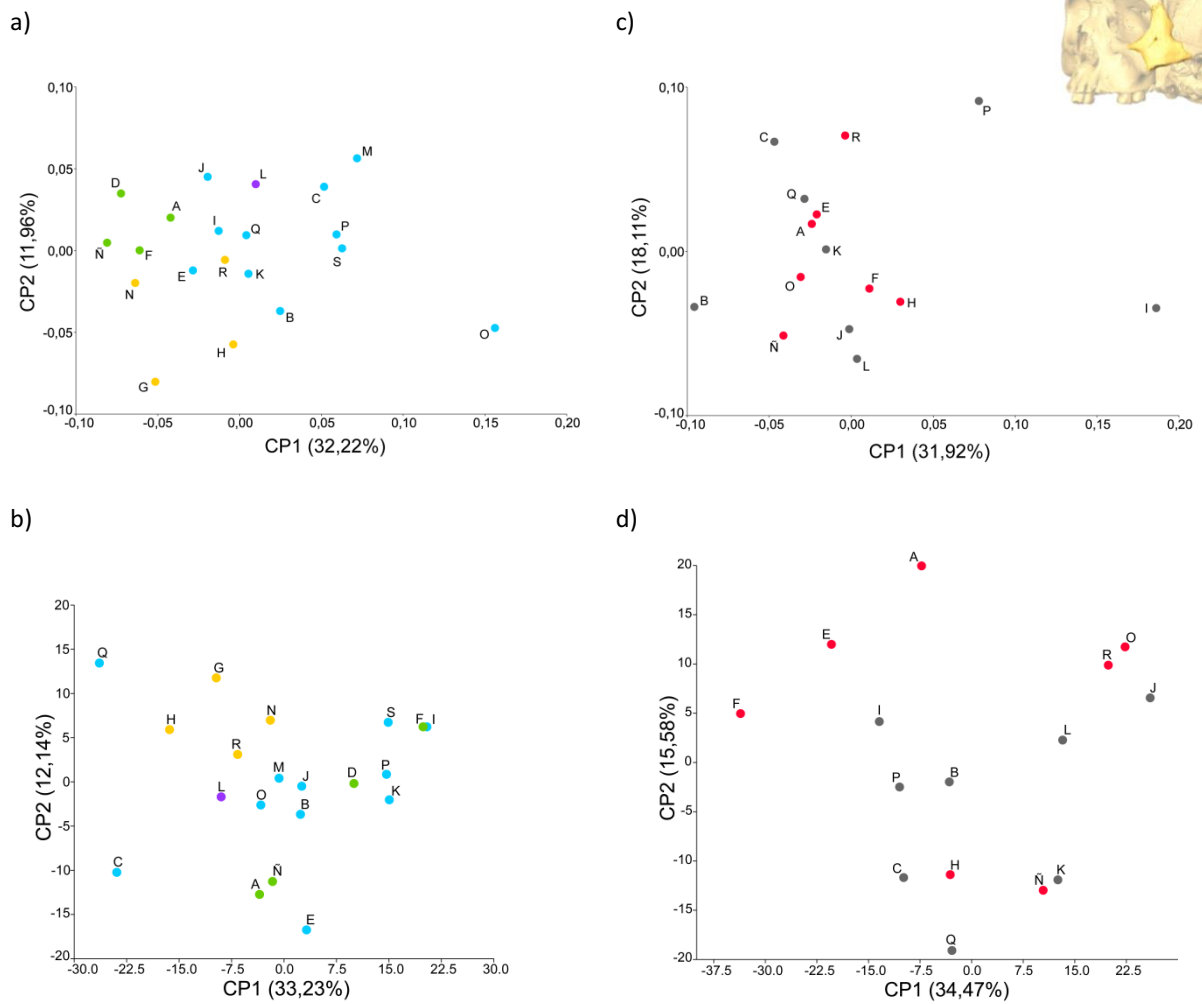 a)
0,10
0,05
0,00
-0,05
-0,10
CP2 (11,96%)
M
J
L
D
C
A
I
Q
P
Ñ
F
S
E
R
K
N
B
O
H
G
-0,10
-0,05
0,00
0,05
0,10
0,15
0,20
CP1 (32,22%)
c)
0,10
0,00
-0,10
CP2 (18,11%)
P
C
R
Q
E
A
K
O
F
H
B
I
J
Ñ
L
-0,10
-0,05
0,00
0,05
0,10
0,15
0,20
CP1 (31,92%)
b)
20
15
10
5
0
-5
-10
-15
-20
CP2 (12,14%)
Q
G
H
N
S
F
I
R
M
J
D
P
L
O
B
K
C
A
Ñ
E
-30.0
-22.5
-15.0
-7.5
0.0
7.5
15.0
22.5
30.0
CP1 (33,23%)
d)
20
15
10
5
0
-5
-10
-15
-20
CP2 (15,58%)
A
E
O
R
F
J
I
L
P
B
C
H
Ñ
K
Q
-37.5
-22.5
-15.0
-7.5
0.0
7.5
15.0
22.5
CP1 (34,47%)